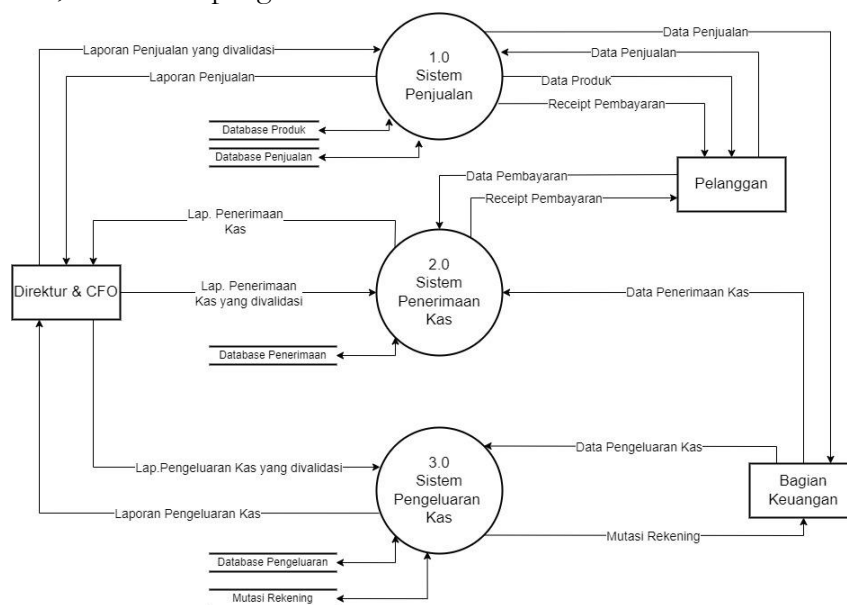 Data Penjualan
Laporan Penjualan yang divalidasi
Data Penjualan
1.0
Sistem
Penjualan
Laporan Penjualan
Data Produk
Receipt Pembayaran
Database Produk
Database Penjualan
Data Pembayaran
Pelanggan
Receipt Pembayaran
Lap. Penerimaan
Kas
2.0
Sistem
Penerimaan
Kas
Direktur & CFO
Lap. Penerimaan
Kas yang divalidasi
Data Penerimaan Kas
Database Penerimaan
Data Pengeluaran Kas
3.0
Sistem
Pengeluaran
Kas
Lap.Pengeluaran Kas yang divalidasi
Bagian
Keuangan
Laporan Pengeluaran Kas
Mutasi Rekening
Database Pengeluaran
Mutasi Rekening